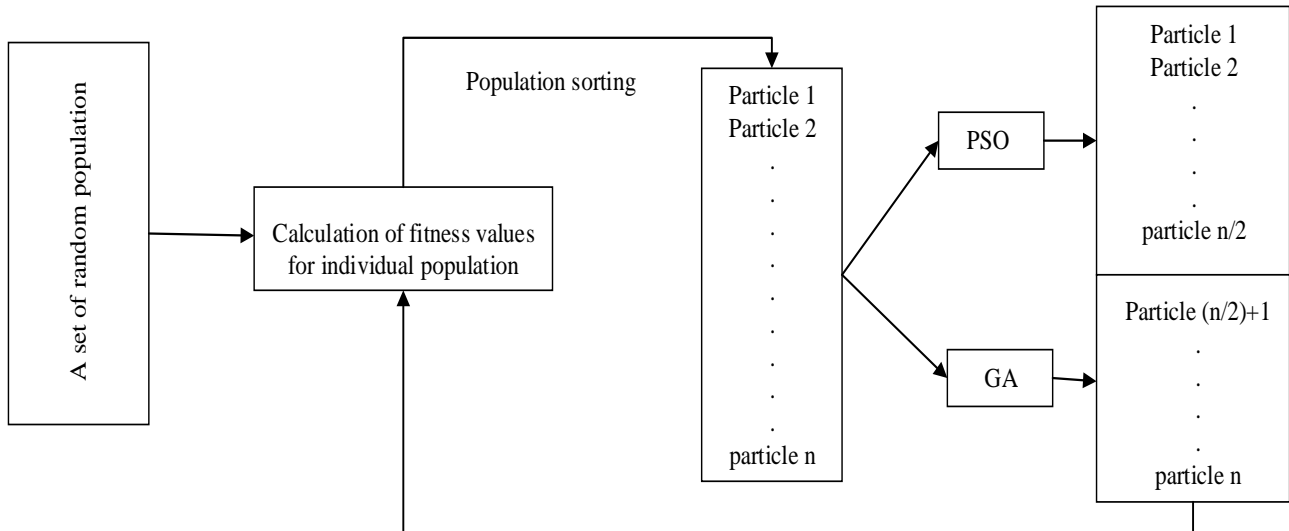 A set of random population
Calculation of fitness values
for individual population
Population sorting
Particle 1
Particle 2
.
.
.
.
.
.
.
.
.
particle n
PSO
GA
Particle 1
Particle 2
.
.
.
.
particle n/2
Particle (n/2)+1
.
.
.
.
particle n